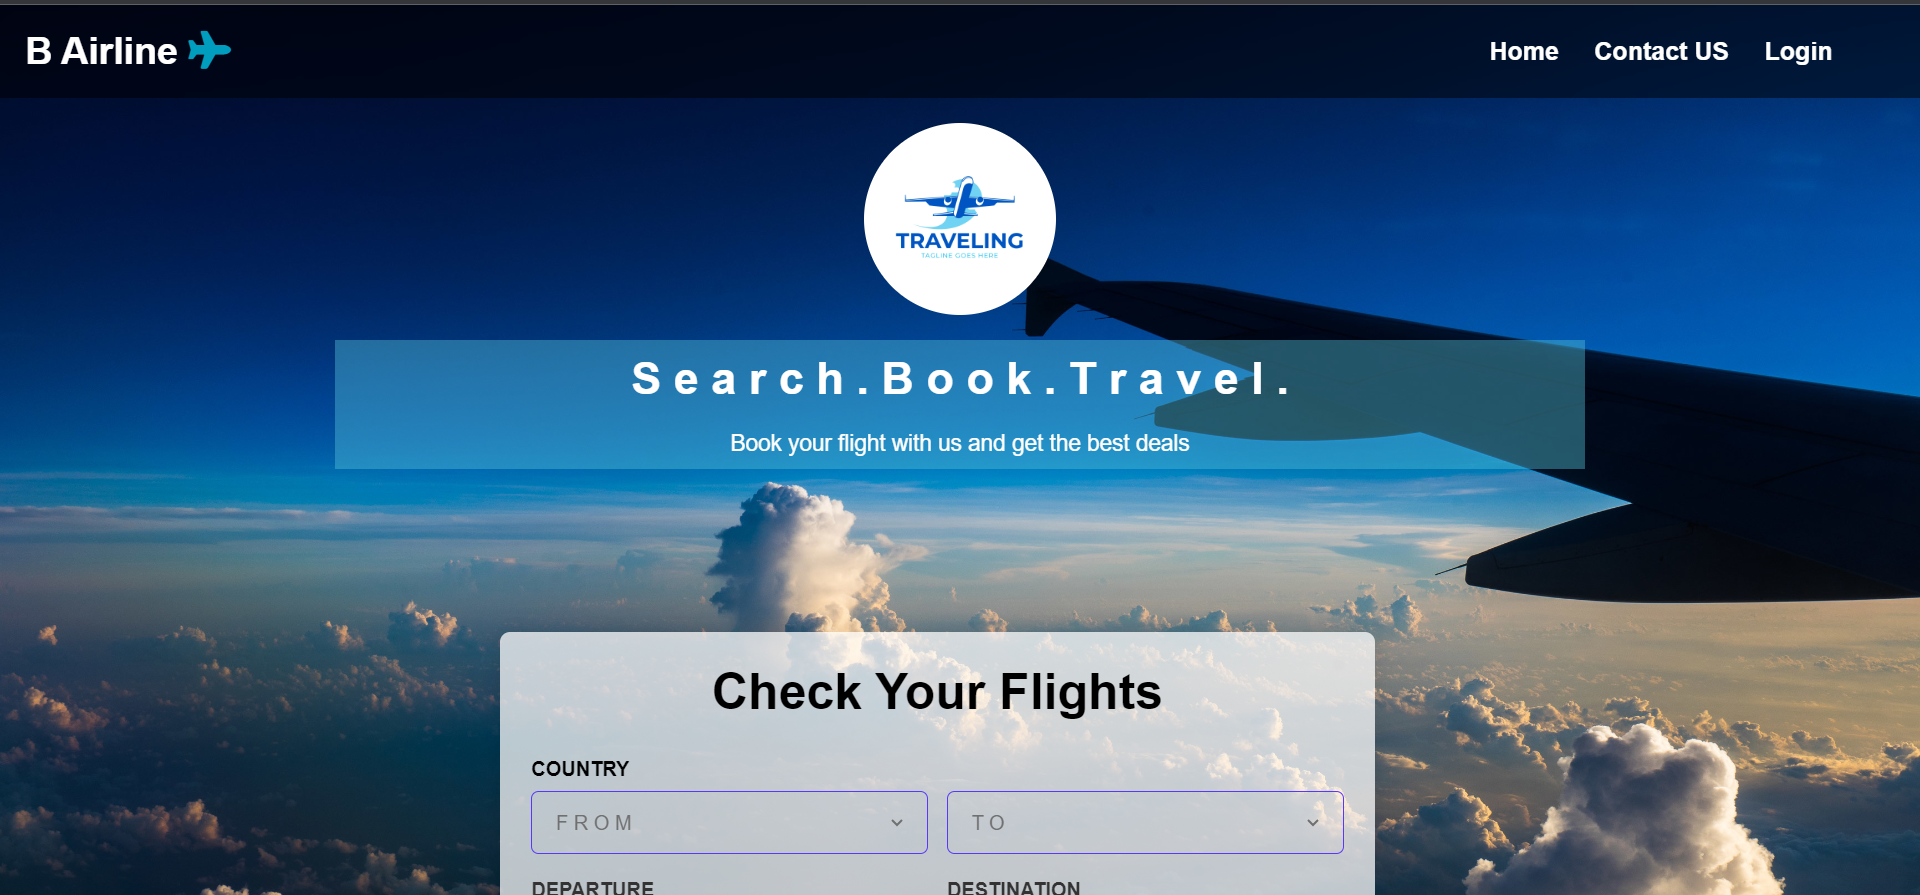 B Airline
Home Contact US Login
TRAVELING
TAGLINE GOES HERE
Search.Book.Travel.
Book your flight with us and get the best deals
Check Your Flights
COUNTRY
FROM TO
DEPARTURE DESTINATION